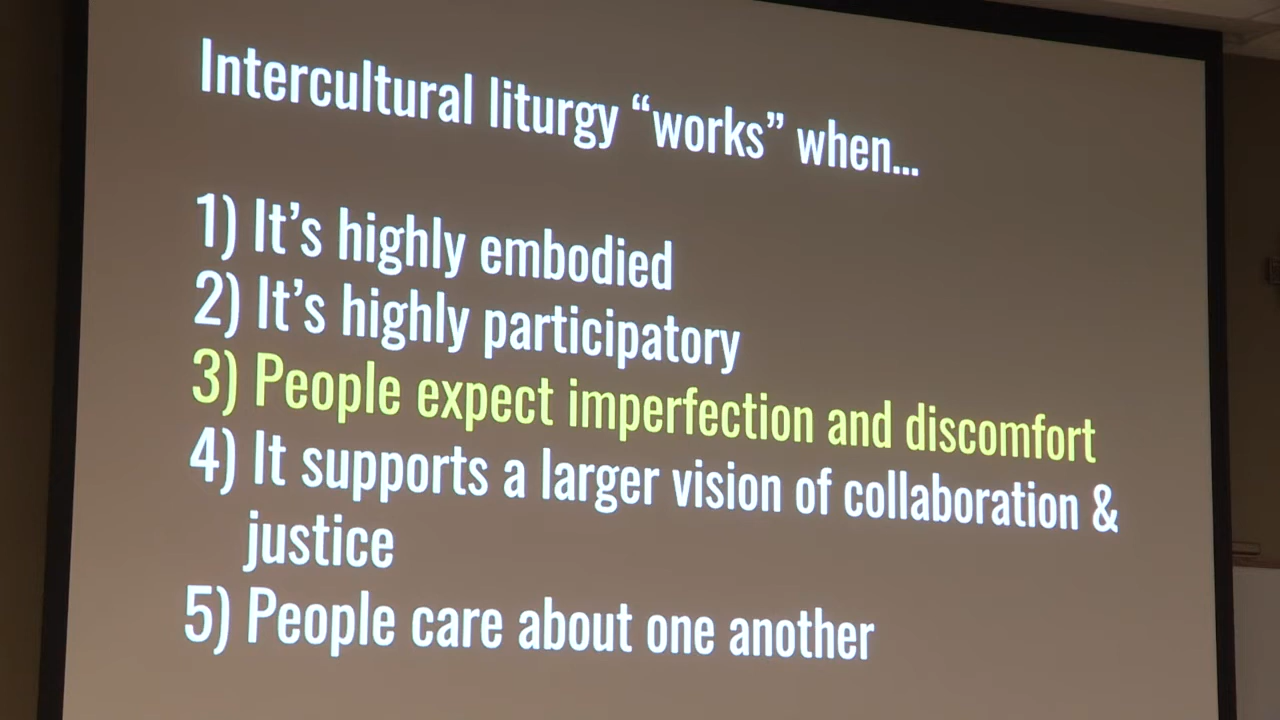 Intercultural liturgy “works” when...
1) It’s highly embodied
2) It’s highly participatory
3) People expect imperfection and discomfort
4) It supports a larger vision of collaboration &
justice
5) People care about one another